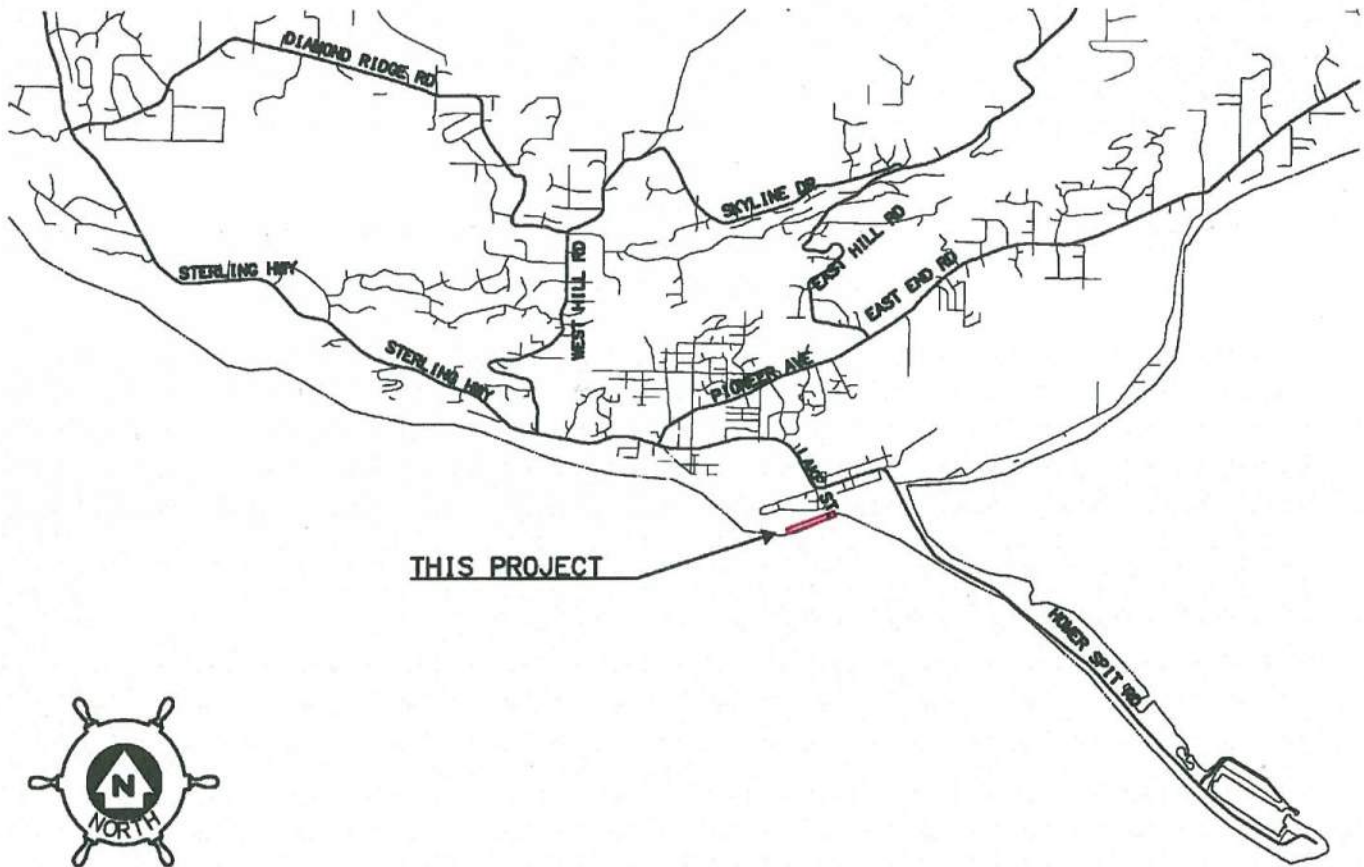 DIAMOND RIDGE RD
SKYLINE DR
EAST HILL RD
STERLING HWY
WEST HILL RD
EAST END RD
STERLING HWY
PIONEER AVE
LAKE ST
THIS PROJECT
HOMER SPIT RD
N
NORTH